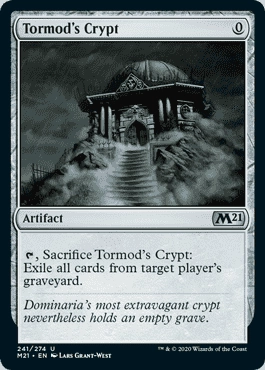 Tormod's Crypt 0
Artifact M21
, Sacrifice Tormod's Crypt:
Exile all cards from target player's
graveyard.
Dominaria's most extravagant crypt
nevertheless holds an empty grave.
241/274 U
M21 • EN LARS GRANT-WEST ™ & © 2020 Wizards of the Coast